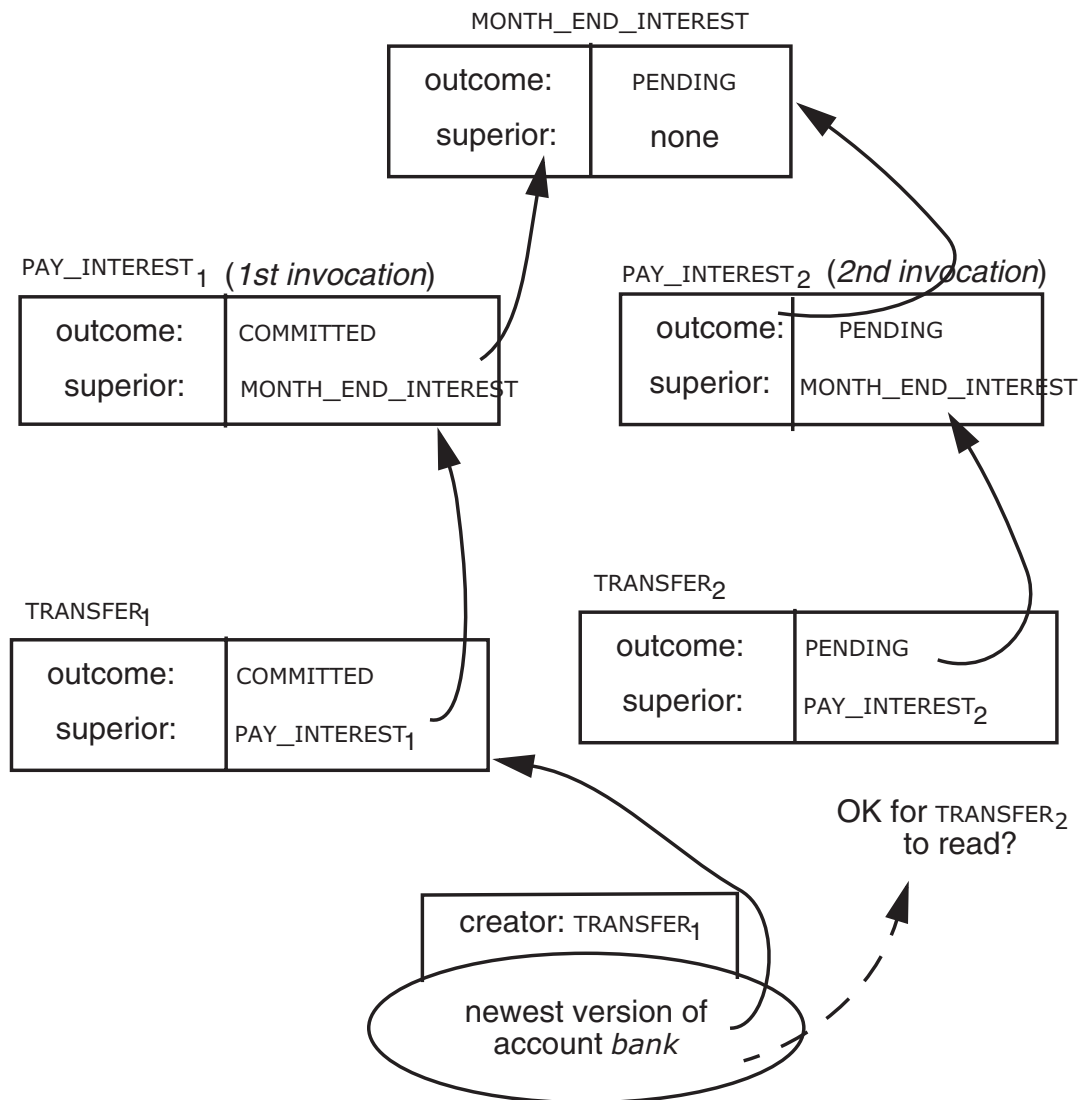 MONTH_END_INTEREST
outcome: PENDING
superior: none
PAY_INTEREST1 (1st invocation)
outcome: COMMITTED
superior: MONTH_END_INTEREST
PAY_INTEREST2 (2nd invocation)
outcome: PENDING
superior: MONTH_END_INTEREST
TRANSFER1
outcome: COMMITTED
superior: PAY_INTEREST1
TRANSFER2
outcome: PENDING
superior: PAY_INTEREST2
OK for TRANSFER2
to read?
creator: TRANSFER1
newest version of
account bank